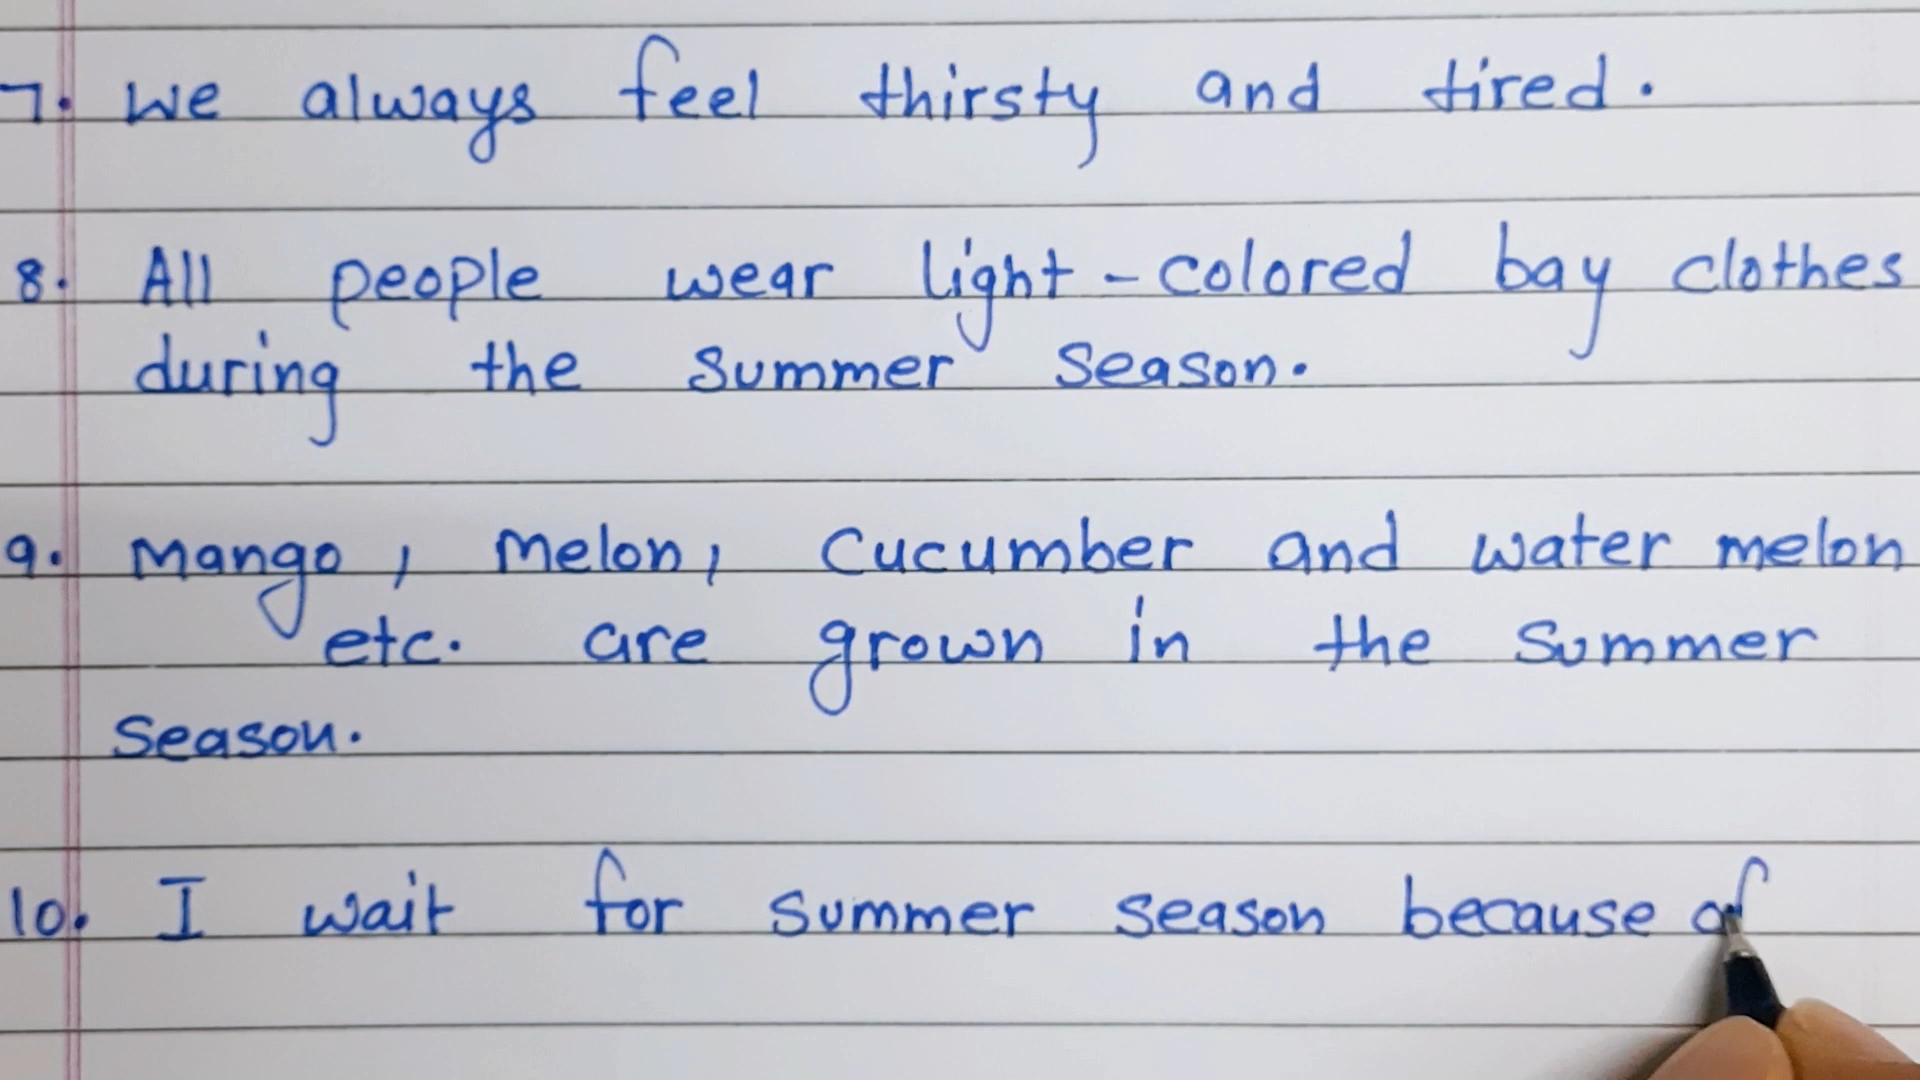 7. We always feel thirsty and tired.
8. All people wear light-colored bay clothes
during the summer season.
9. Mango, Melon, Cucumber and water melon
etc. are grown in the Summer
Season.
10. I wait for summer season because of